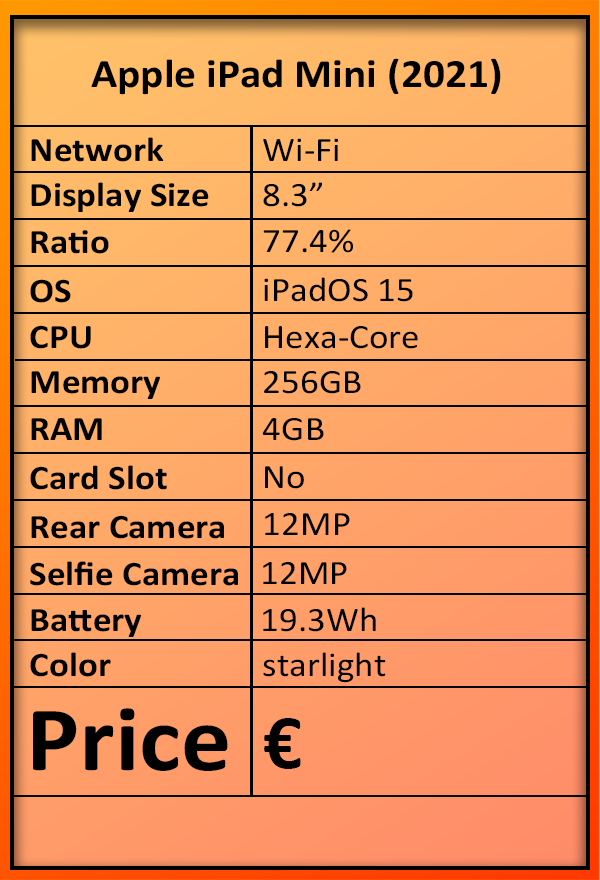 Apple iPad Mini (2021)
Network Wi-Fi
Display Size 8.3”
Ratio 77.4%
OS iPadOS 15
CPU Hexa-Core
Memory 256GB
RAM 4GB
Card Slot No
Rear Camera 12MP
Selfie Camera 12MP
Battery 19.3Wh
Color starlight
Price €